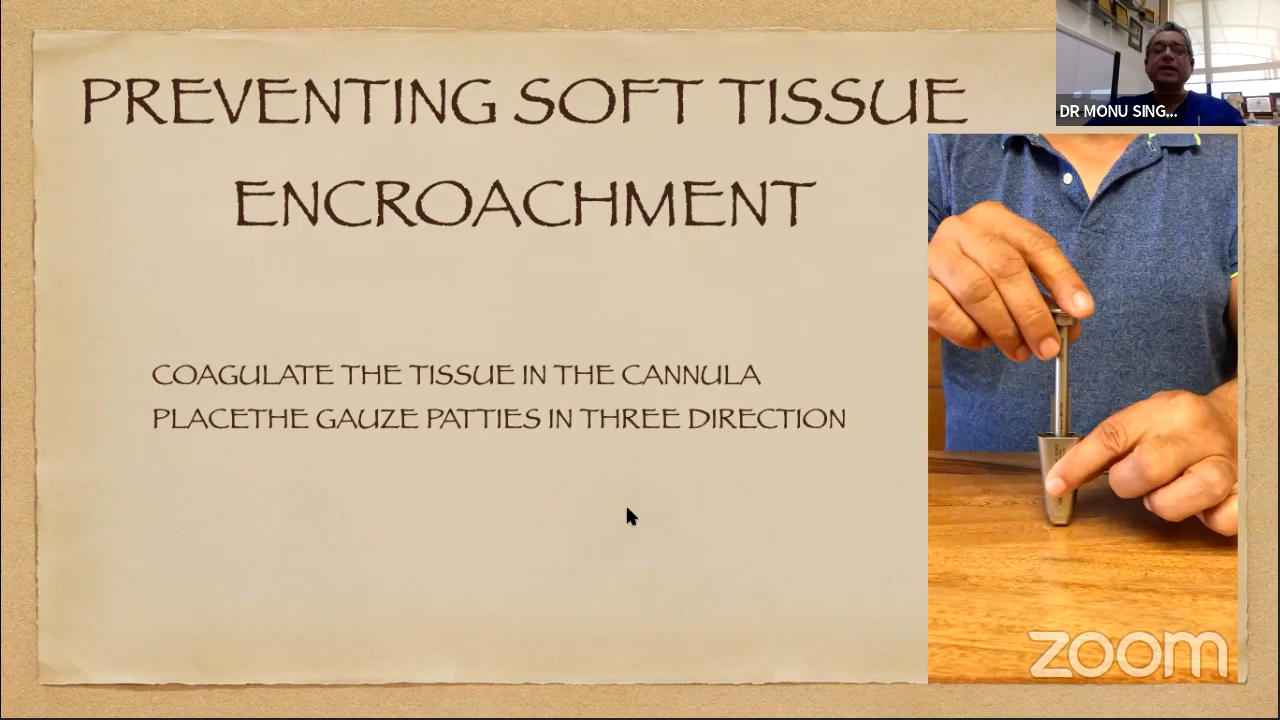 PREVENTING SOFT TISSUE
ENCROACHMENT
COAGULATE THE TISSUE IN THE CANNULA
PLACETHE GAUZE PATTIES IN THREE DIRECTION
DR MONU SING...
zoom